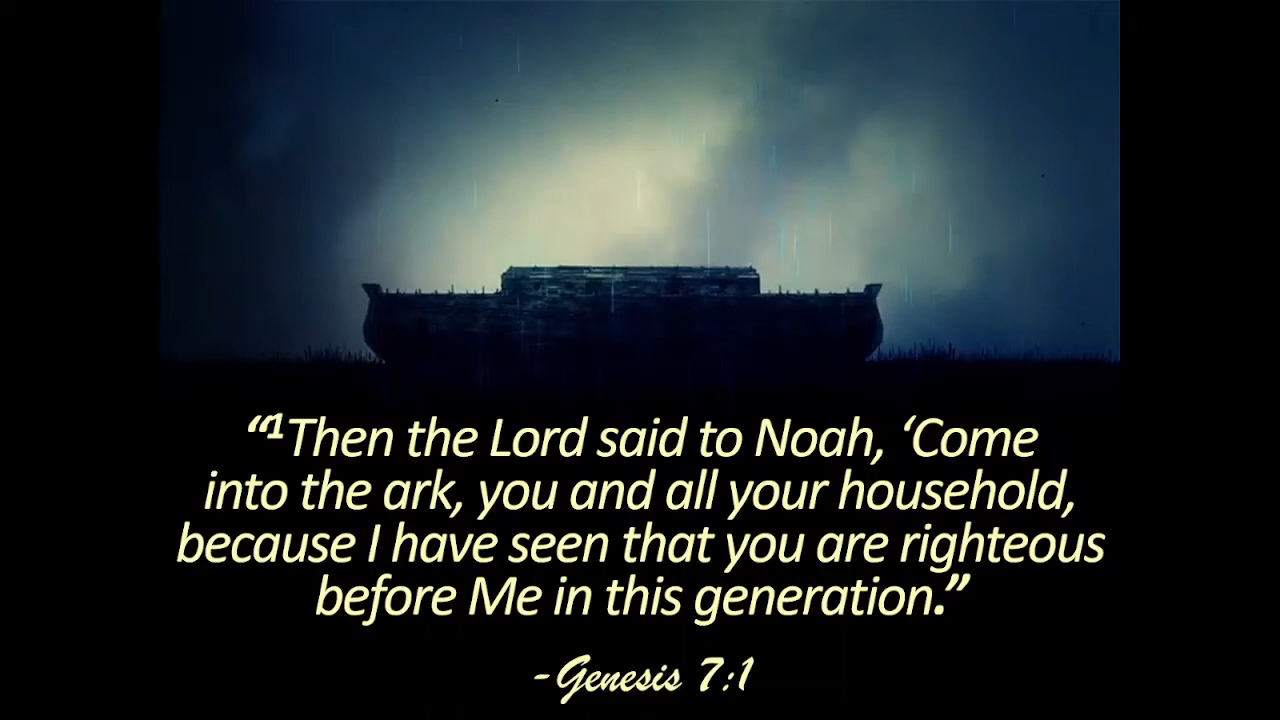 “¹Then the Lord said to Noah, ‘Come
into the ark, you and all your household,
because I have seen that you are righteous
before Me in this generation.”
-Genesis 7:1